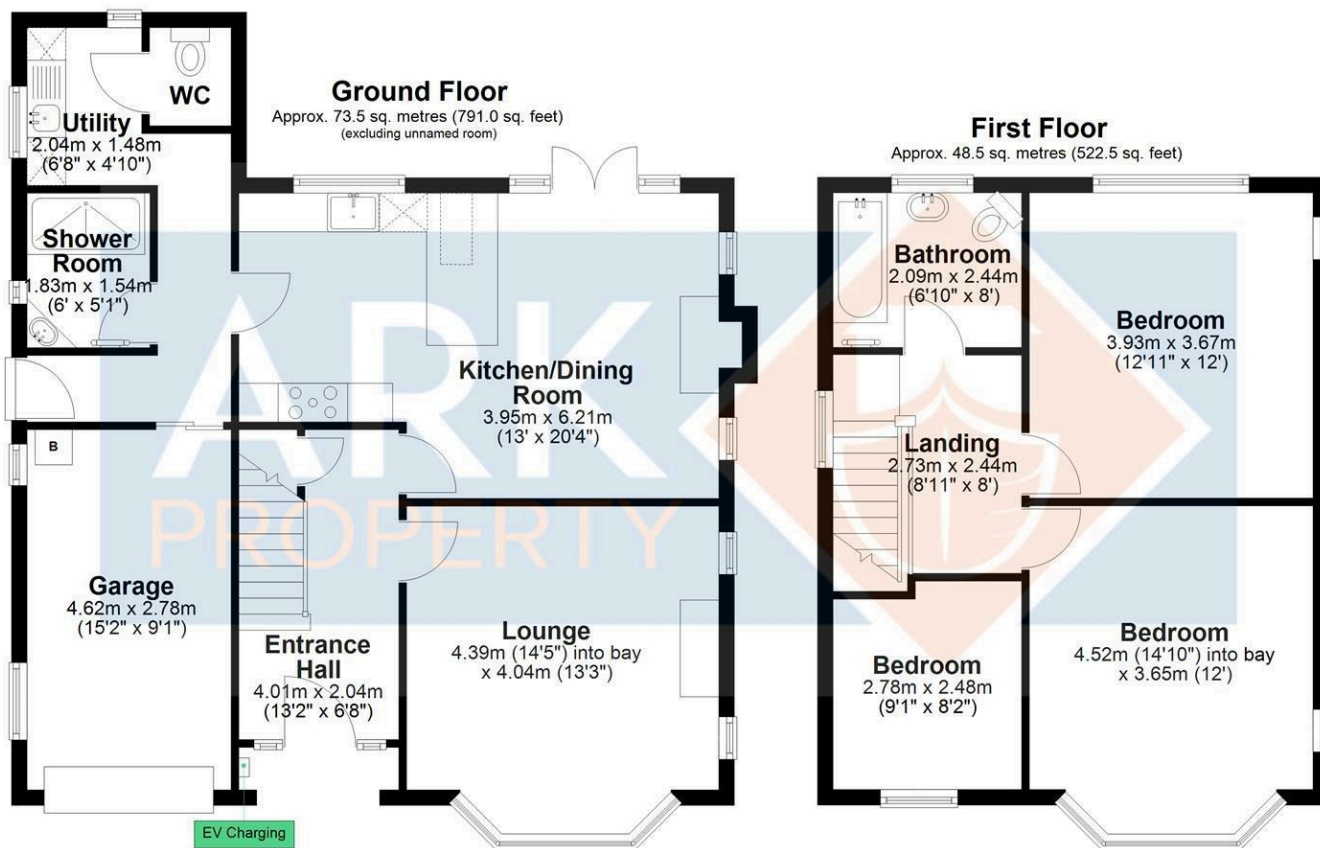 Ground Floor
Approx. 73.5 sq. metres (791.0 sq. feet)
(excluding unnamed room)
WC
Utility
2.04m x 1.48m
(6'8" x 4'10")
Shower
Room
1.83m x 1.54m
(6' x 5'1")
Kitchen/Dining
Room
3.95m x 6.21m
(13' x 20'4")
B
Garage
4.62m x 2.78m
(15'2" x 9'1")
Entrance
Hall
4.01m x 2.04m
(13'2" x 6'8")
Lounge
4.39m (14'5") into bay
x 4.04m (13'3")
EV Charging
First Floor
Approx. 48.5 sq. metres (522.5 sq. feet)
Bathroom
2.09m x 2.44m
(6'10" x 8')
Bedroom
3.93m x 3.67m
(12'11" x 12')
Landing
2.73m x 2.44m
(8'11" x 8')
Bedroom
2.78m x 2.48m
(9'1" x 8'2")
Bedroom
4.52m (14'10") into bay
x 3.65m (12')
ARK
PROPERTY